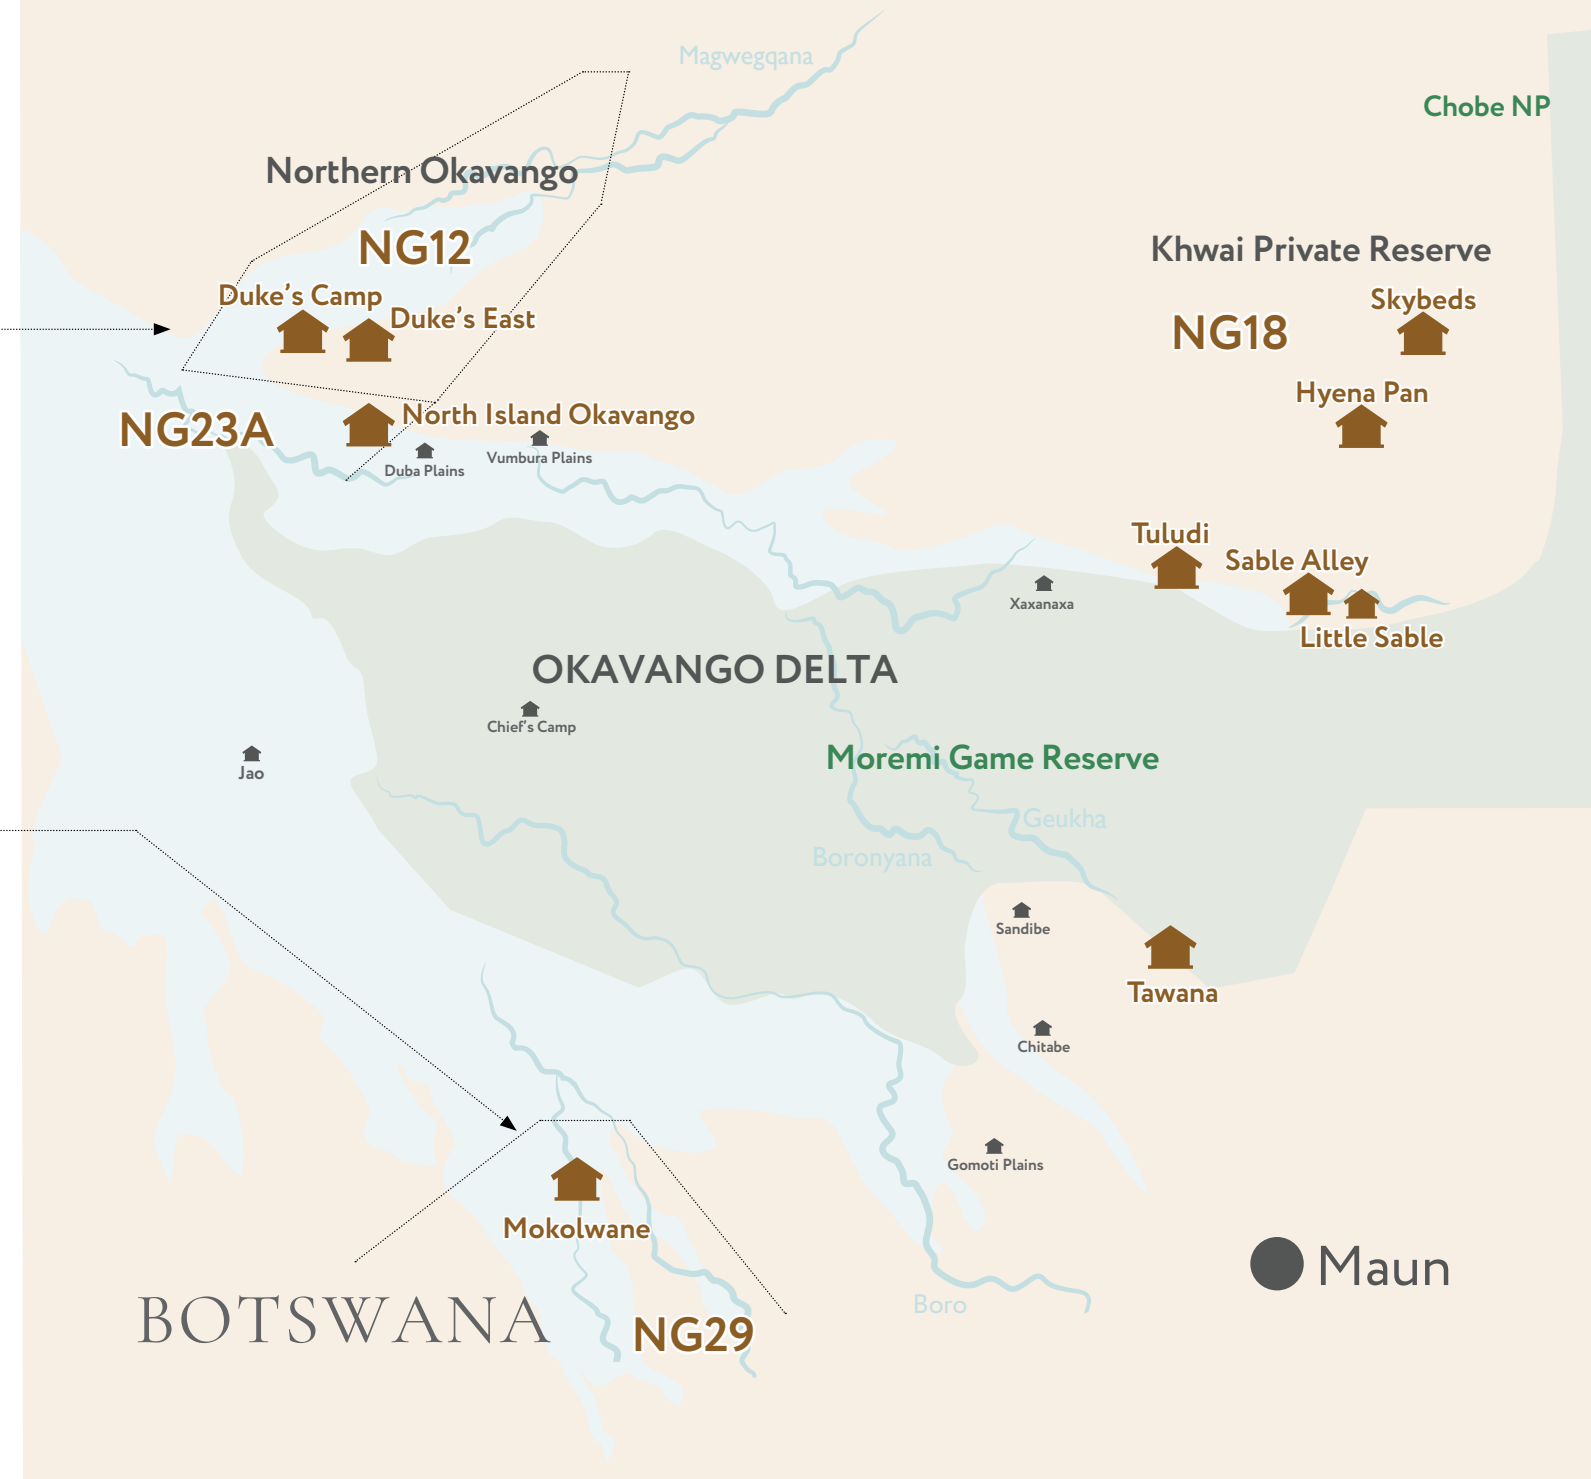 Magwegqana
Chobe NP
Northern Okavango
NG12
Khwai Private Reserve
Duke's Camp
Duke's East
Skybeds
NG18
Hyena Pan
NG23A
North Island Okavango
Duba Plains
Vumbura Plains
Tuludi
Sable Alley
Xaxanaxa
Little Sable
OKAVANGO DELTA
Chief's Camp
Moremi Game Reserve
Jao
Geukha
Boronyana
Sandibe
Tawana
Chitabe
Gomoti Plains
Mokolwane
Maun
BOTSWANA
Boro
NG29